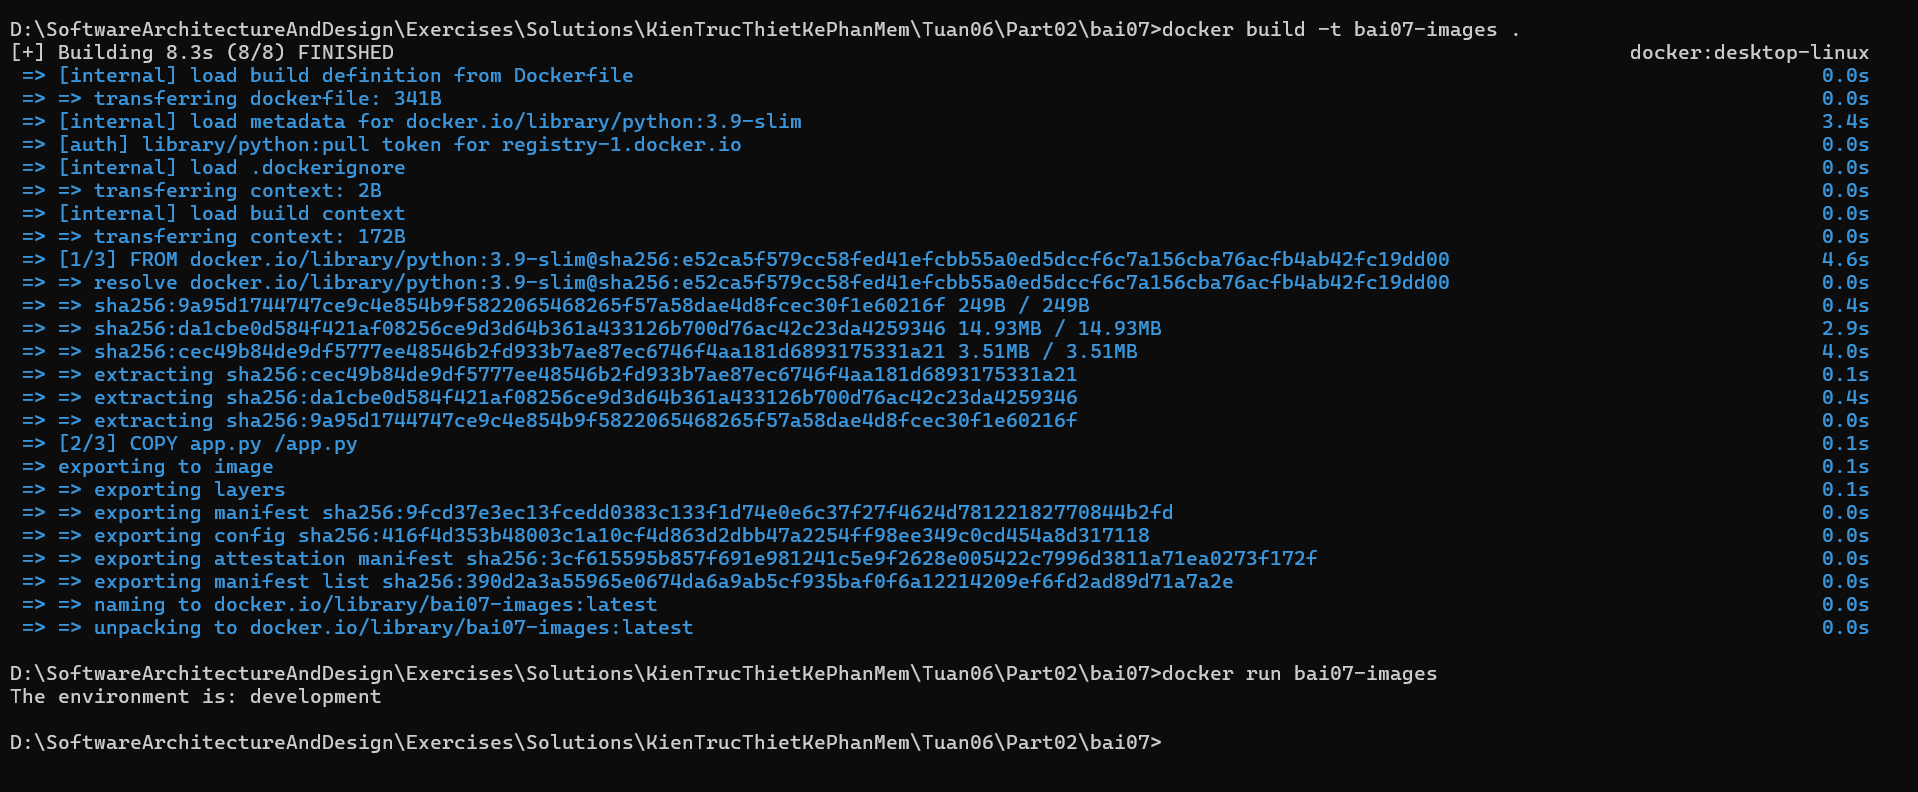 D:\SoftwareArchitectureAndDesign\Exercises\Solutions\KienTrucThietKePhanMem\Tuan06\Part02\bai07>docker build -t bai07-images .
[+] Building 8.3s (8/8) FINISHED docker:desktop-linux
=> [internal] load build definition from Dockerfile 0.0s
=> => transferring dockerfile: 341B 0.0s
=> [internal] load metadata for docker.io/library/python:3.9-slim 3.4s
=> [auth] library/python:pull token for registry-1.docker.io 0.0s
=> [internal] load .dockerignore 0.0s
=> => transferring context: 2B 0.0s
=> [internal] load build context 0.0s
=> => transferring context: 172B 0.0s
=> [1/3] FROM docker.io/library/python:3.9-slim@sha256:e52ca5f579cc58fed41efcbb55a0ed5dccf6c7a156cba76acfb4ab42fc19dd00 4.6s
=> => resolve docker.io/library/python:3.9-slim@sha256:e52ca5f579cc58fed41efcbb55a0ed5dccf6c7a156cba76acfb4ab42fc19dd00 0.0s
=> => sha256:9a95d1744747ce9c4e854b9f5822065468265f57a58dae4d8fcec30f1e60216f 249B / 249B 0.4s
=> => sha256:da1cbe0d584f421af08256ce9d3d64b361a433126b700d76ac42c23da4259346 14.93MB / 14.93MB 2.9s
=> => sha256:cec49b84de9df5777ee48546b2fd933b7ae87ec6746f4aa181d6893175331a21 3.51MB / 3.51MB 4.0s
=> => extracting sha256:cec49b84de9df5777ee48546b2fd933b7ae87ec6746f4aa181d6893175331a21 0.1s
=> => extracting sha256:da1cbe0d584f421af08256ce9d3d64b361a433126b700d76ac42c23da4259346 0.4s
=> => extracting sha256:9a95d1744747ce9c4e854b9f5822065468265f57a58dae4d8fcec30f1e60216f 0.0s
=> [2/3] COPY app.py /app.py 0.1s
=> exporting to image 0.1s
=> => exporting layers 0.1s
=> => exporting manifest sha256:9fcd37e3ec13fcedd0383c133f1d74e0e6c37f27f4624d78122182770844b2fd 0.0s
=> => exporting config sha256:416f4d353b48003c1a10cf4d863d2dbb47a2254ff98ee349c0cd454a8d317118 0.0s
=> => exporting attestation manifest sha256:3cf615595b857f691e981241c5e9f2628e005422c7996d3811a71ea0273f172f 0.0s
=> => exporting manifest list sha256:390d2a3a55965e0674da6a9ab5cf935baf0f6a12214209ef6fd2ad89d71a7a2e 0.0s
=> => naming to docker.io/library/bai07-images:latest 0.0s
=> => unpacking to docker.io/library/bai07-images:latest 0.0s
D:\SoftwareArchitectureAndDesign\Exercises\Solutions\KienTrucThietKePhanMem\Tuan06\Part02\bai07>docker run bai07-images
The environment is: development
D:\SoftwareArchitectureAndDesign\Exercises\Solutions\KienTrucThietKePhanMem\Tuan06\Part02\bai07>